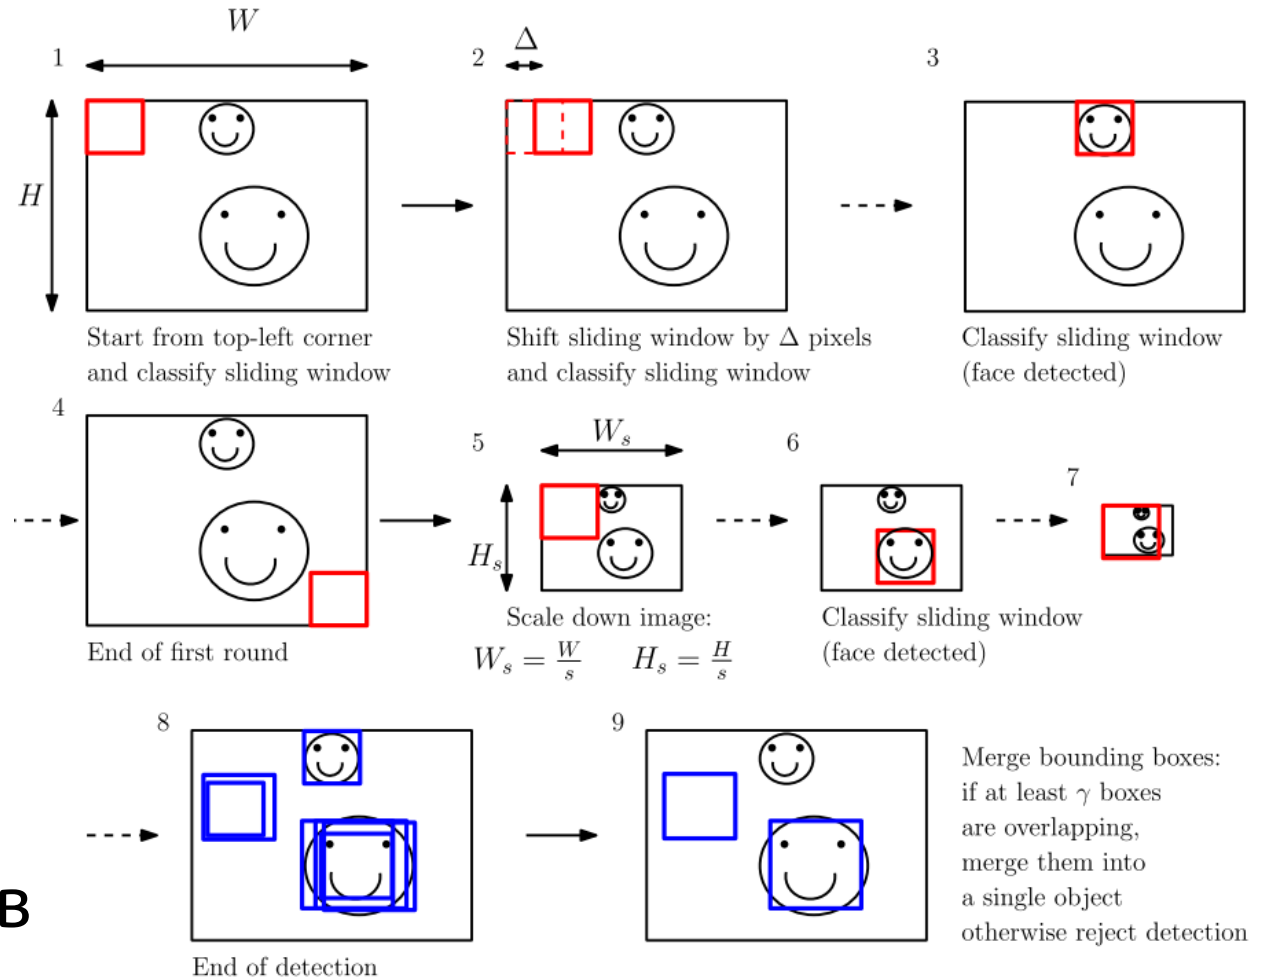 W
1
2
Δ
3
H
Start from top-left corner
and classify sliding window
Shift sliding window by Δ pixels
and classify sliding window
Classify sliding window
(face detected)
4
End of first round
5
W_s
H_s
Scale down image:
W_s = W/s H_s = H/s
6
Classify sliding window
(face detected)
7
8
End of detection
9
Merge bounding boxes:
if at least γ boxes
are overlapping,
merge them into
a single object
otherwise reject detection
B